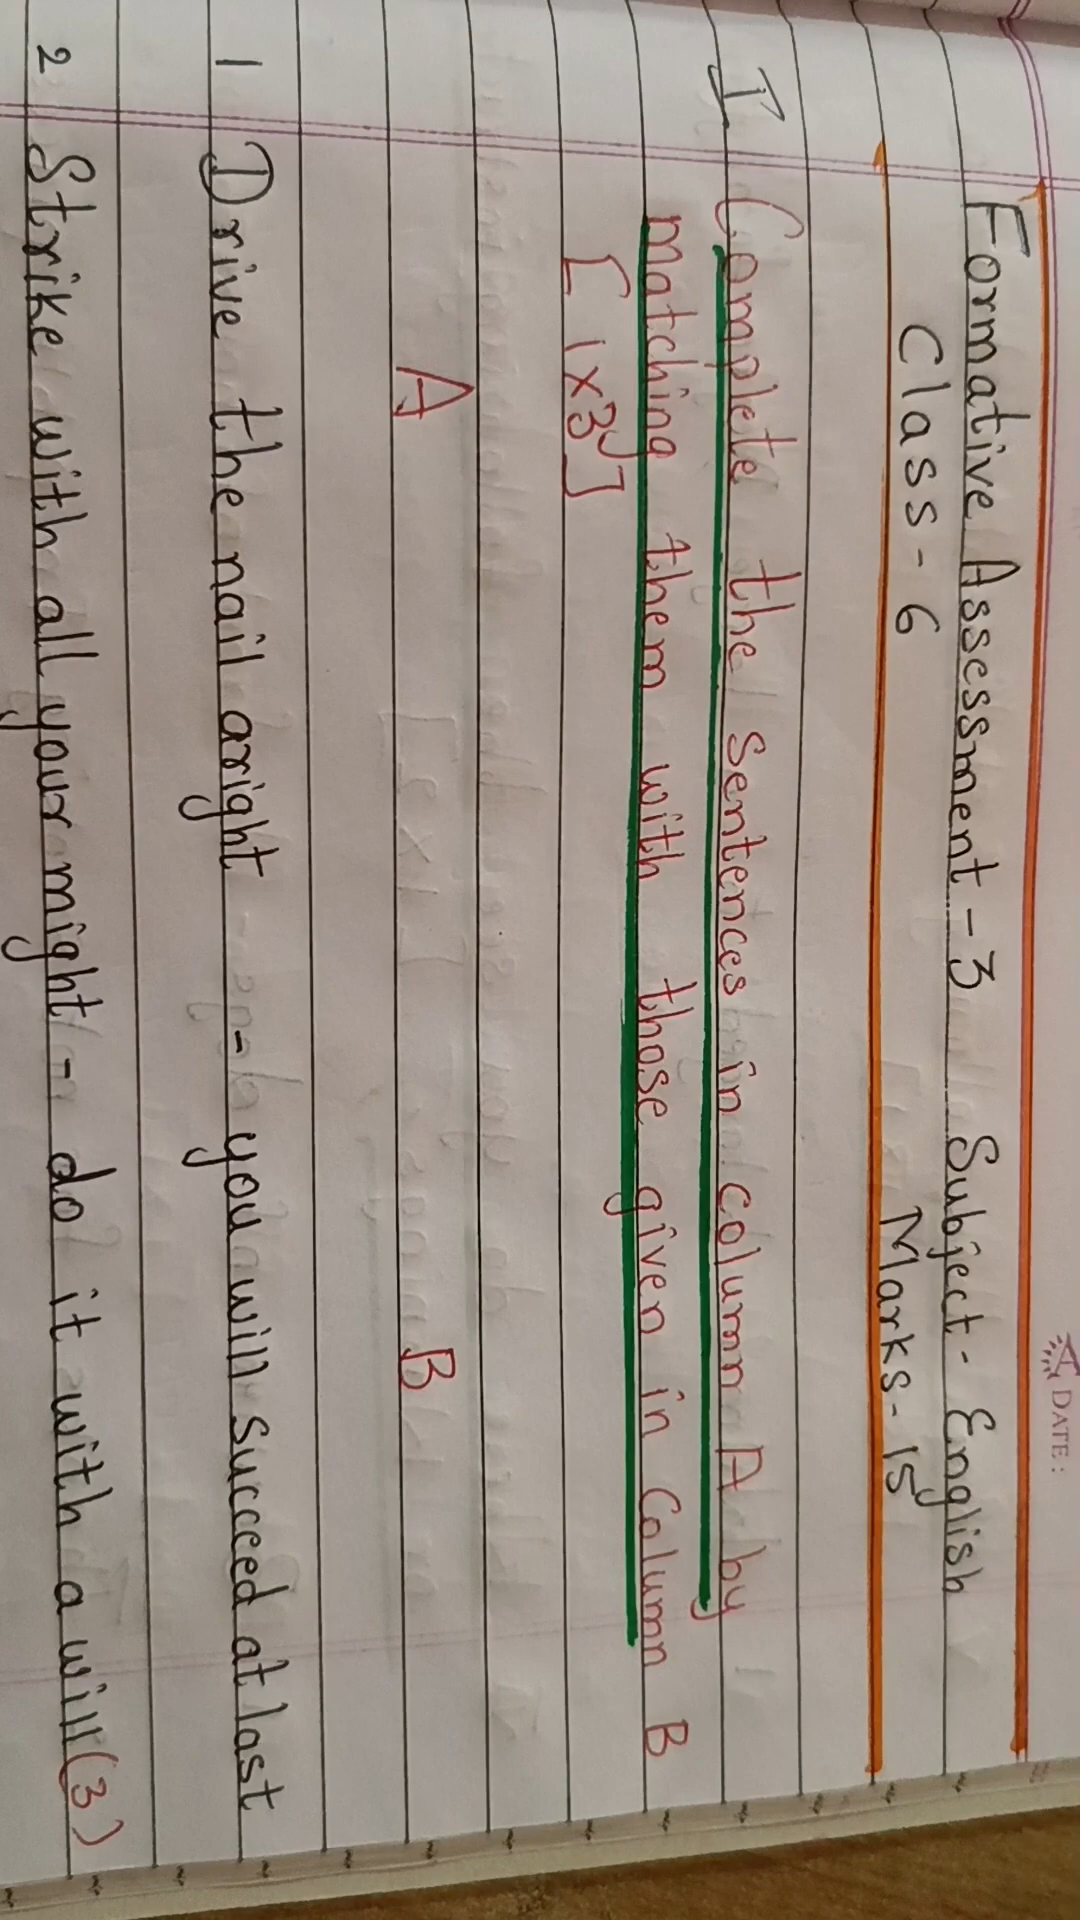 DATE:
Formative Assessment - 3 Subject - English
Class - 6 Marks - 15
I Complete the sentences in column A by
matching them with those given in Column B
[1×3]
A B
1 Drive the nail aright - you will succeed at last
2 Strike with all your might - do it with a will (3)